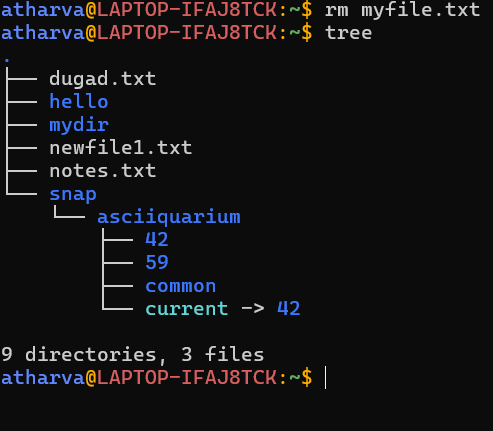 atharva@LAPTOP-IFAJ8TCK:~$ rm myfile.txt
atharva@LAPTOP-IFAJ8TCK:~$ tree
.
├── dugad.txt
├── hello
├── mydir
├── newfile1.txt
├── notes.txt
└── snap
    └── asciiquarium
        ├── 42
        ├── 59
        ├── common
        └── current -> 42
9 directories, 3 files
atharva@LAPTOP-IFAJ8TCK:~$